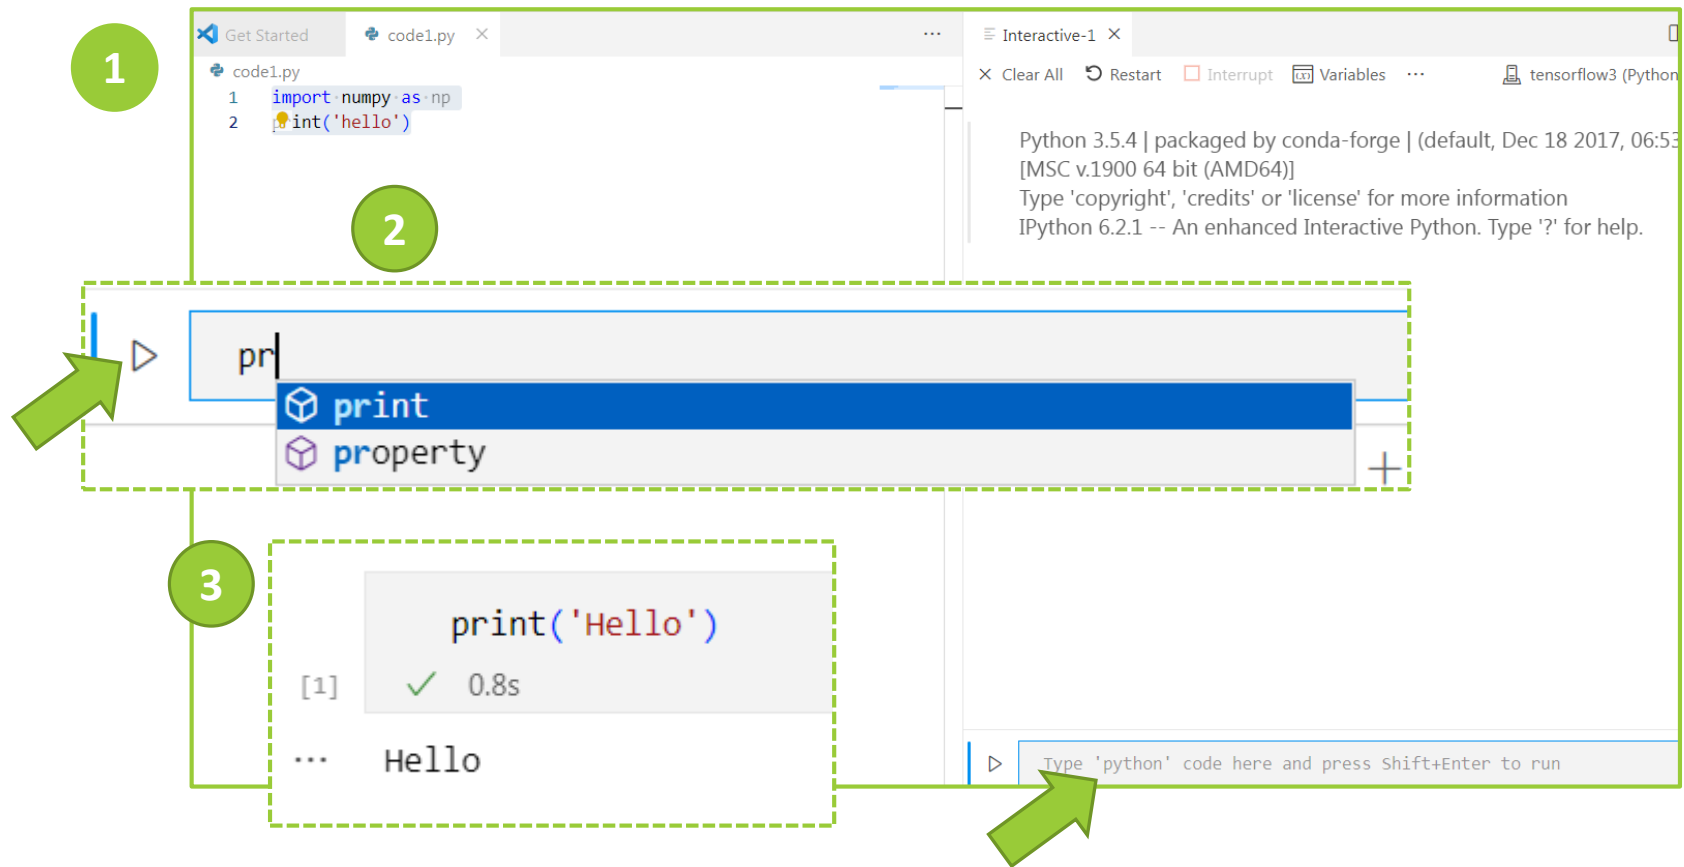 1
Get Started
code1.py
...
Interactive-1
code1.py
Clear All
Restart
Interrupt
Variables
...
tensorflow3 (Python
1 import numpy as np
2 print('hello')
Python 3.5.4 | packaged by conda-forge | (default, Dec 18 2017, 06:53
[MSC v.1900 64 bit (AMD64)]
Type 'copyright', 'credits' or 'license' for more information
IPython 6.2.1 -- An enhanced Interactive Python. Type '?' for help.
2
pr
print
property
3
print('Hello')
[1] 0.8s
... Hello
Type 'python' code here and press Shift+Enter to run